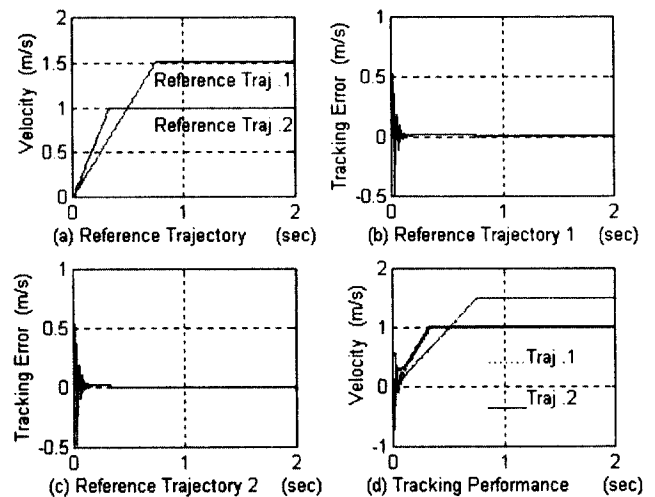 2
1.5
1
0.5
0
Velocity (m/s)
Reference Traj .1
Reference Traj .2
0 1 2
(a) Reference Trajectory (sec)
1
0.5
0
-0.5
Tracking Error (m/s)
0 1 2
(b) Reference Trajectory 1 (sec)
1
0.5
0
-0.5
Tracking Error (m/s)
0 1 2
(c) Reference Trajectory 2 (sec)
2
1
0
-1
Velocity (m/s)
Traj .1
Traj .2
0 1 2
(d) Tracking Performance (sec)